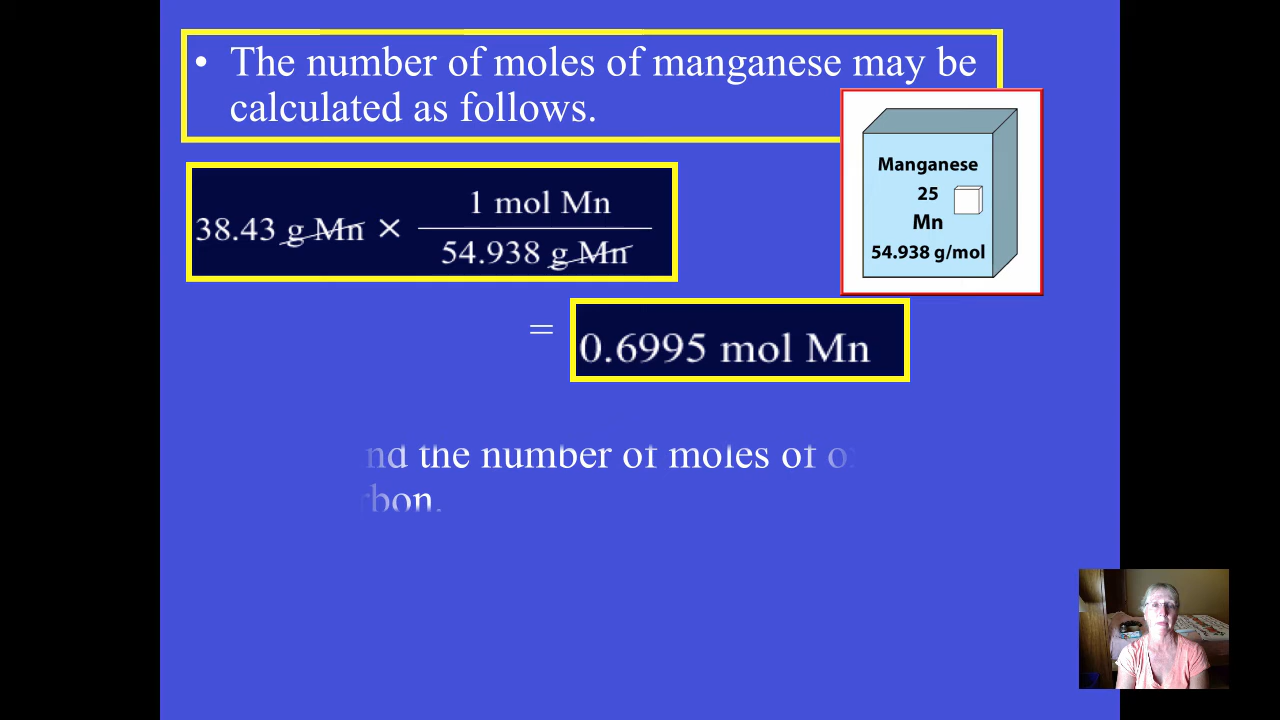 • The number of moles of manganese may be
calculated as follows.
38.43 g Mn × 1 mol Mn / 54.938 g Mn
Manganese
25
Mn
54.938 g/mol
= 0.6995 mol Mn
the number of moles of